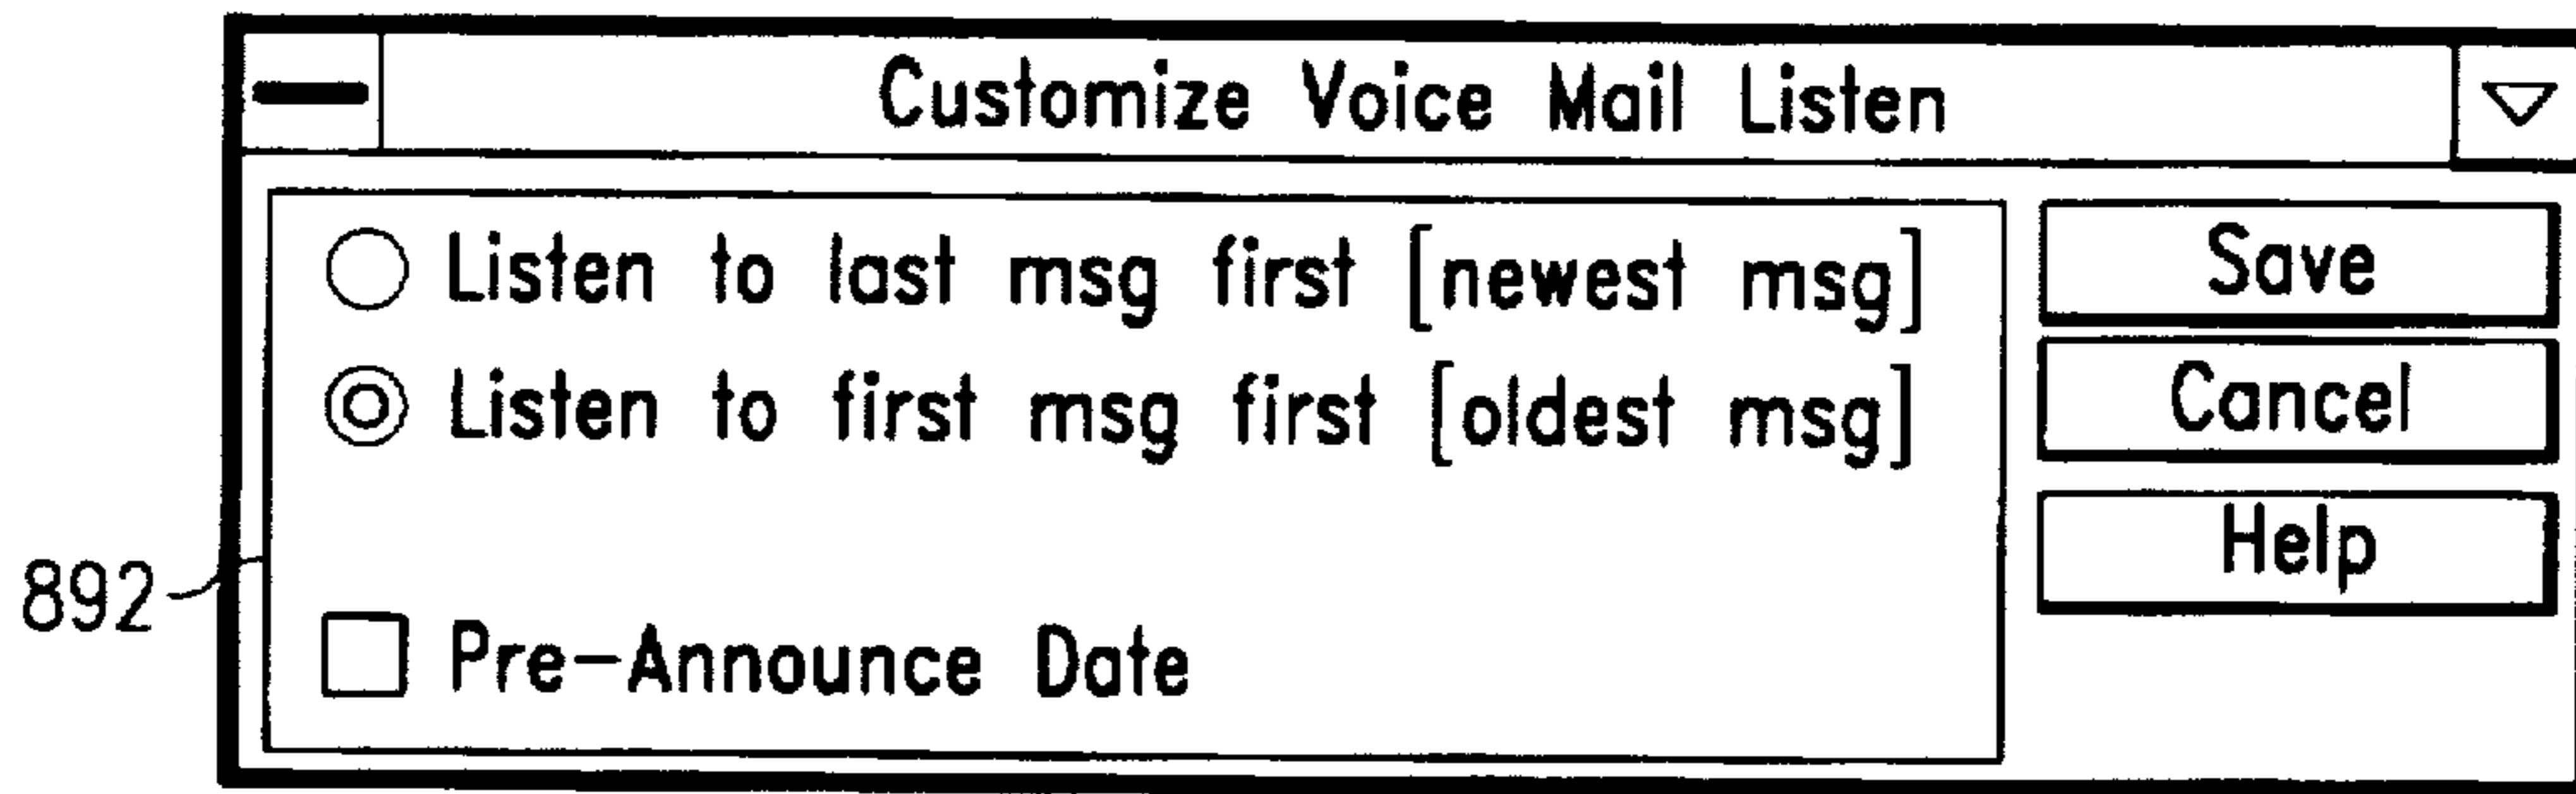 Customize Voice Mail Listen
Listen to last msg first [newest msg]
Listen to first msg first [oldest msg]
Pre-Announce Date
Save
Cancel
Help
892